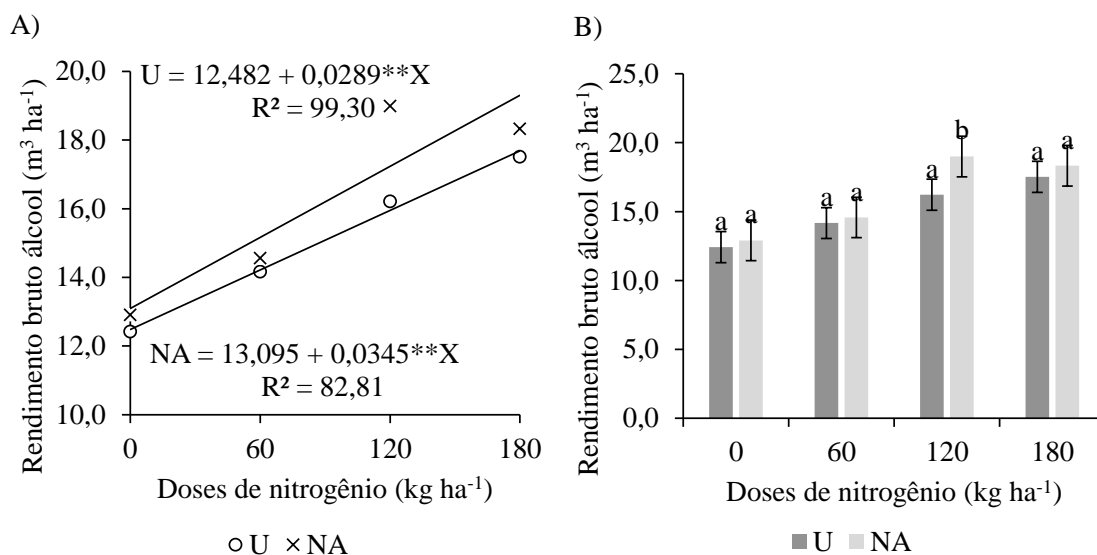 A)
Rendimento bruto álcool (m³ ha⁻¹)
20,0
18,0
16,0
14,0
12,0
10,0
U = 12,482 + 0,0289**X
R² = 99,30
NA = 13,095 + 0,0345**X
R² = 82,81
0
60
120
180
Doses de nitrogênio (kg ha⁻¹)
U
NA
B)
Rendimento bruto álcool (m³ ha⁻¹)
25,0
20,0
15,0
10,0
5,0
0,0
a
a
a
a
a
b
a
a
0
60
120
180
Doses de nitrogênio (kg ha⁻¹)
U
NA